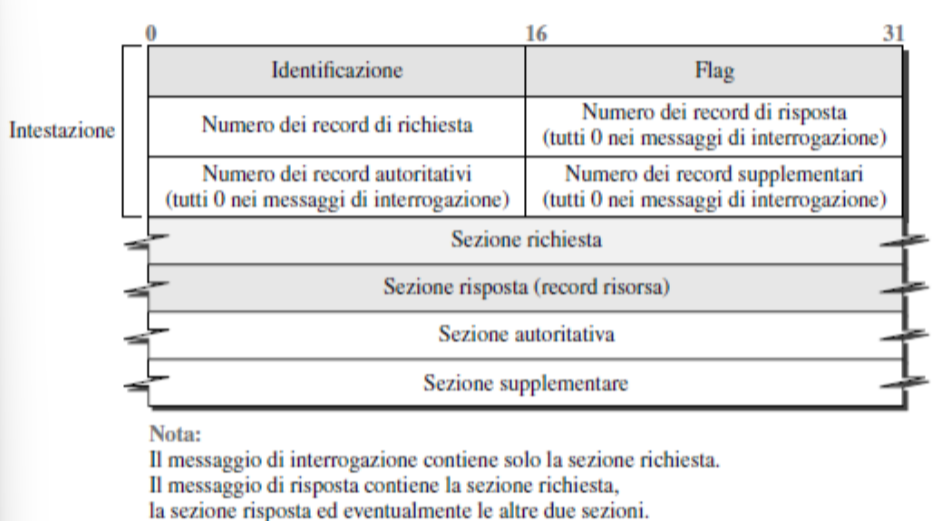 0 16 31
Identificazione Flag
Intestazione
Numero dei record di richiesta
Numero dei record di risposta
(tutti 0 nei messaggi di interrogazione)
Numero dei record autoritativi
(tutti 0 nei messaggi di interrogazione)
Numero dei record supplementari
(tutti 0 nei messaggi di interrogazione)
Sezione richiesta
Sezione risposta (record risorsa)
Sezione autoritativa
Sezione supplementare
Nota:
Il messaggio di interrogazione contiene solo la sezione richiesta.
Il messaggio di risposta contiene la sezione richiesta,
la sezione risposta ed eventualmente le altre due sezioni.